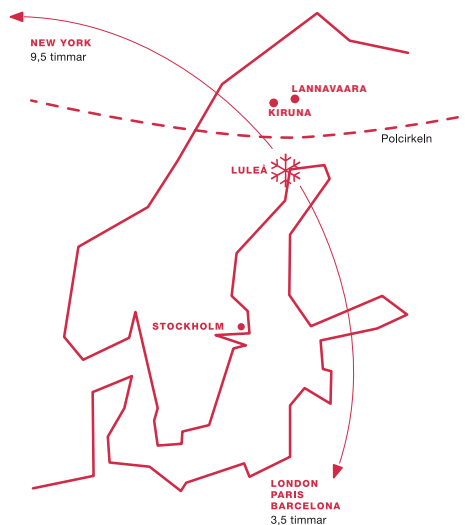 NEW YORK
9,5 timmar
LANNAVAARA
KIRUNA
Polcirkeln
LULEÅ
STOCKHOLM
LONDON
PARIS
BARCELONA
3,5 timmar